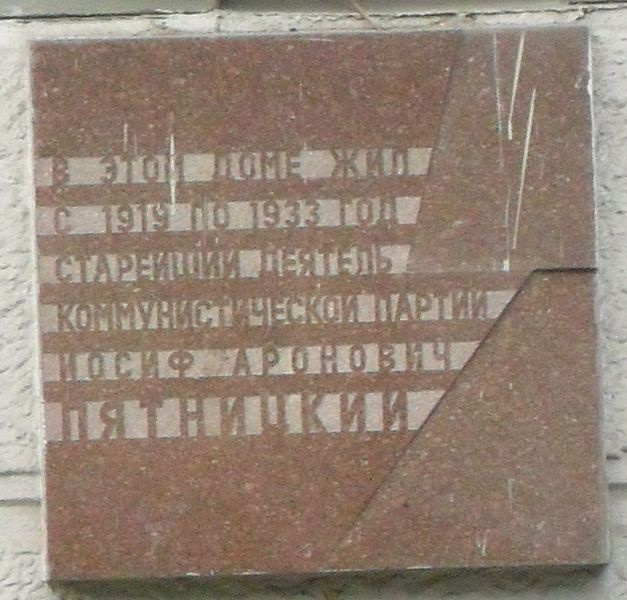 В ЭТОМ ДОМЕ ЖИЛ
С 1919 ПО 1933 ГОД
СТАРЕЙШИЙ ДЕЯТЕЛЬ
КОММУНИСТИЧЕСКОЙ ПАРТИИ
ИОСИФ АРОНОВИЧ
ПЯТНИЦКИЙ